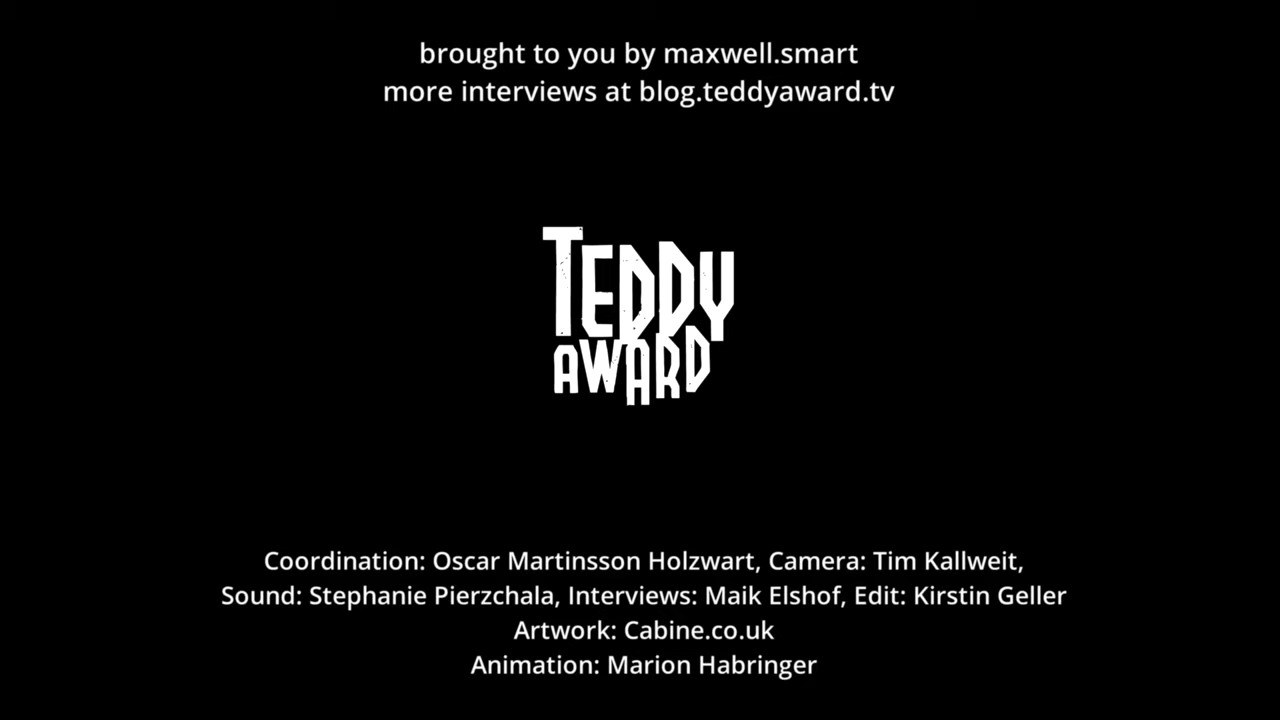 brought to you by maxwell.smart
more interviews at blog.teddyaward.tv
TEDDY
AWARD
Coordination: Oscar Martinsson Holzwart, Camera: Tim Kallweit,
Sound: Stephanie Pierzchala, Interviews: Maik Elshof, Edit: Kirstin Geller
Artwork: Cabine.co.uk
Animation: Marion Habringer